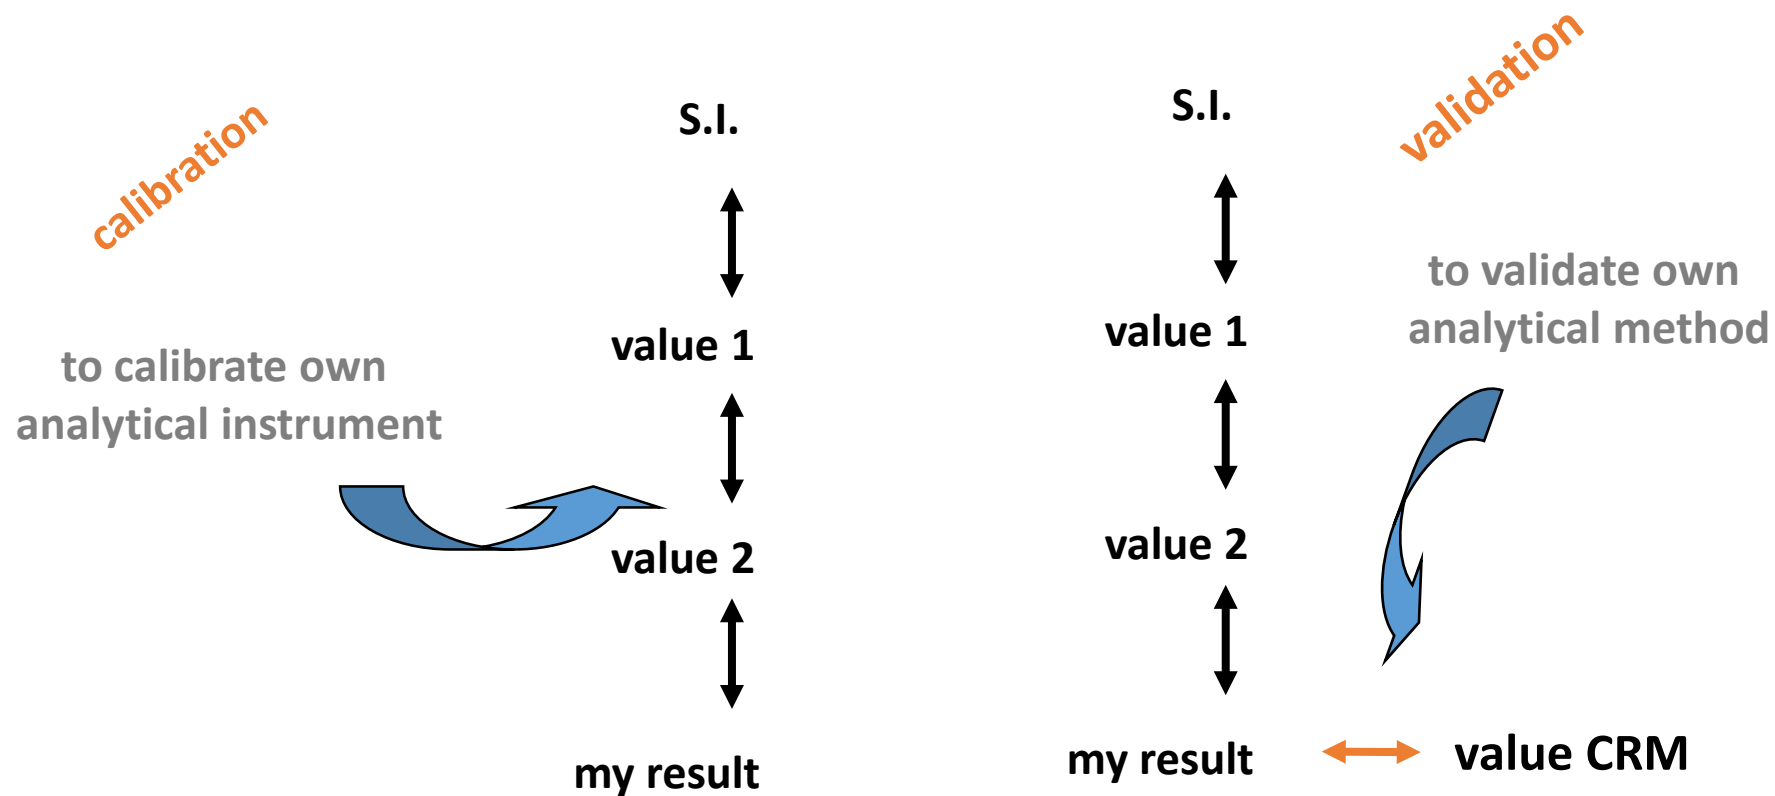 calibration
S.I.
value 1
to calibrate own
analytical instrument
value 2
my result
validation
S.I.
value 1
to validate own
analytical method
value 2
my result
value CRM